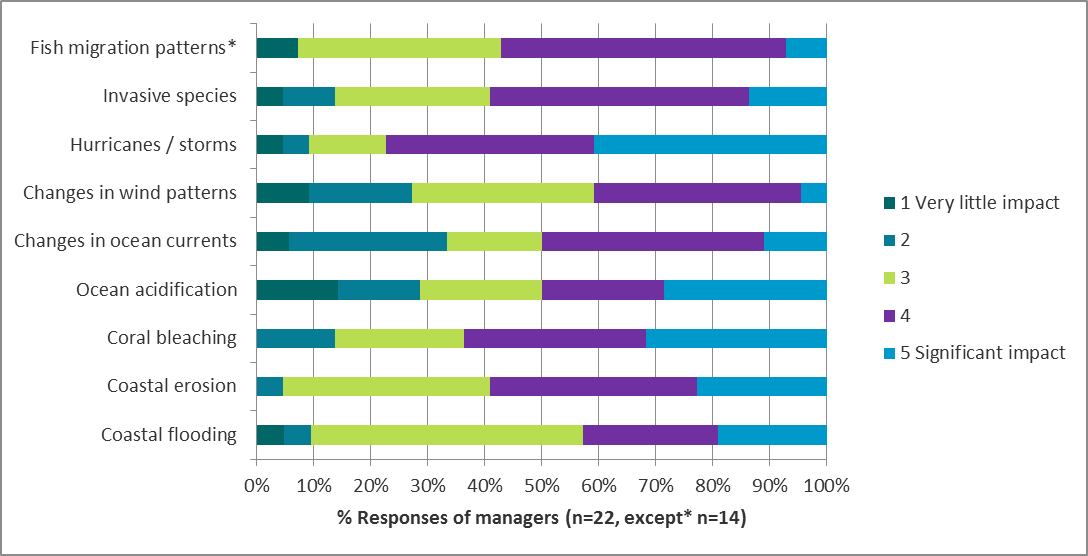 Fish migration patterns*
Invasive species
Hurricanes / storms
Changes in wind patterns
Changes in ocean currents
Ocean acidification
Coral bleaching
Coastal erosion
Coastal flooding
0% 10% 20% 30% 40% 50% 60% 70% 80% 90% 100%
% Responses of managers (n=22, except* n=14)
1 Very little impact
2
3
4
5 Significant impact